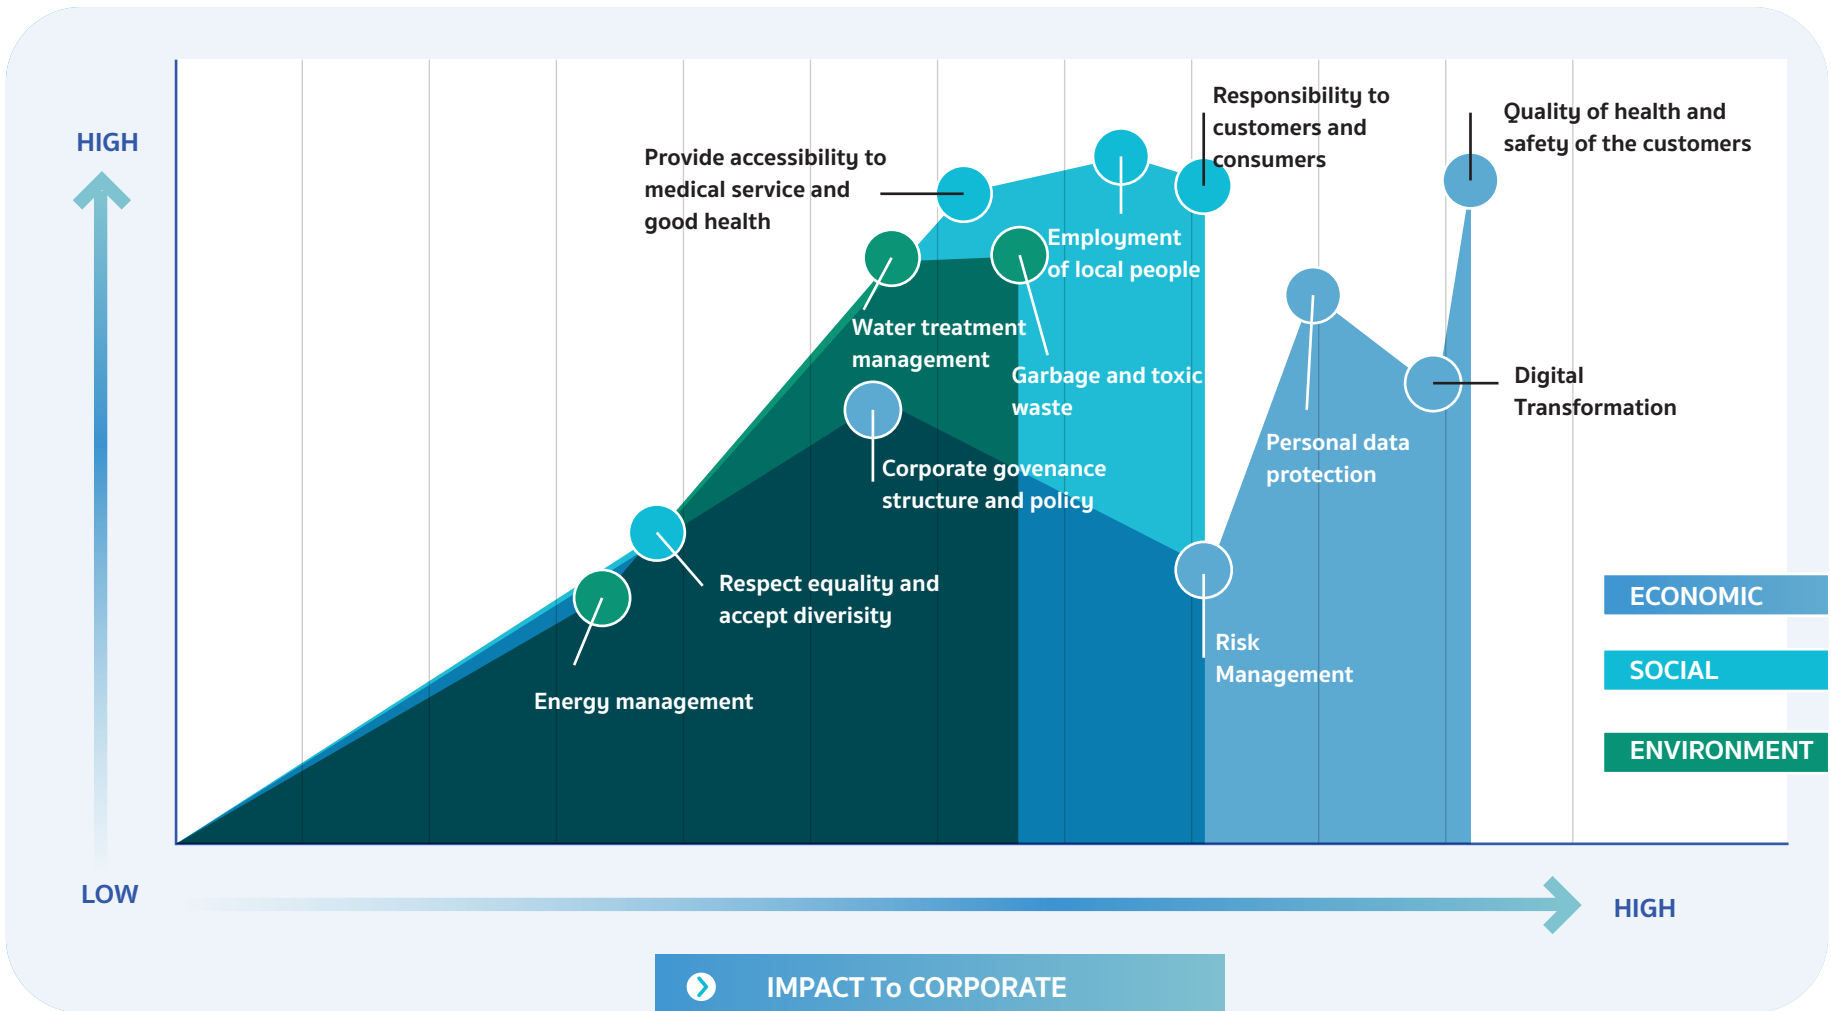 HIGH
Provide accessibility to
medical service and
good health
Responsibility to
customers and
consumers
Quality of health and
safety of the customers
Employment
of local people
Water treatment
management
Garbage and toxic
waste
Digital
Transformation
Personal data
protection
Corporate govenance
structure and policy
Respect equality and
accept diverisity
Risk
Management
Energy management
ECONOMIC
SOCIAL
ENVIRONMENT
LOW
HIGH
IMPACT To CORPORATE